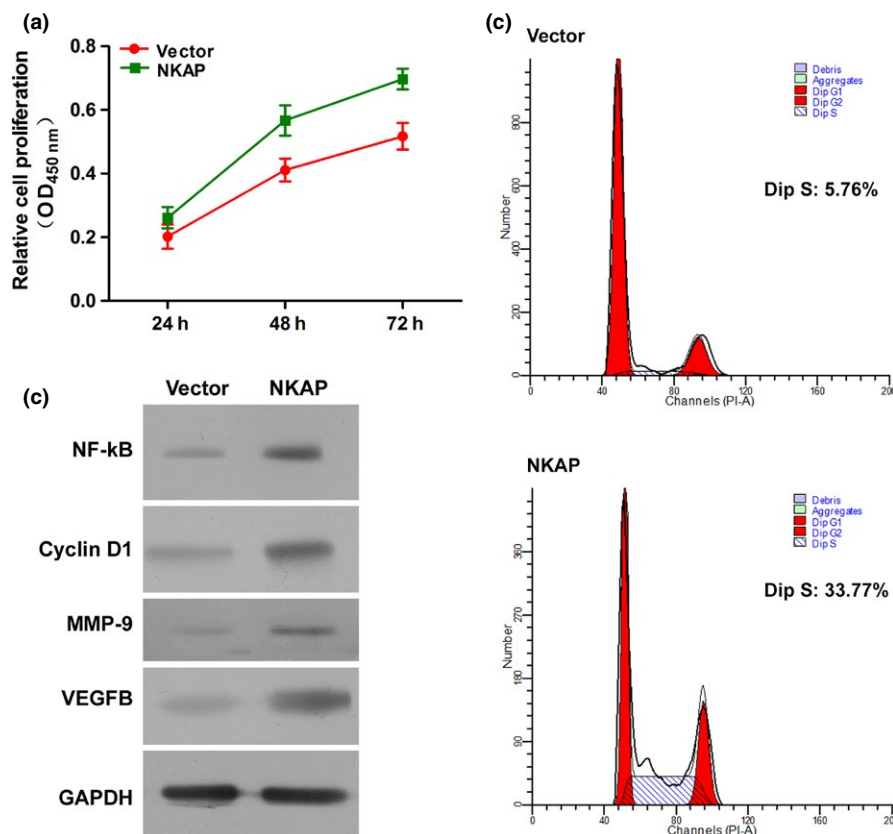 (a)
Relative cell proliferation
(OD450 nm)
0.8
0.6
0.4
0.2
0.0
Vector
NKAP
24 h
48 h
72 h
(c)
Vector
Number
800
600
400
200
0
0
40
80
120
160
200
Channels (PI-A)
Debris
Aggregates
Dip G1
Dip G2
Dip S
Dip S: 5.76%
(c)
Vector
NKAP
NF-kB
Cyclin D1
MMP-9
VEGFB
GAPDH
NKAP
Number
360
270
180
90
0
0
40
80
120
160
200
Channels (PI-A)
Debris
Aggregates
Dip G1
Dip G2
Dip S
Dip S: 33.77%